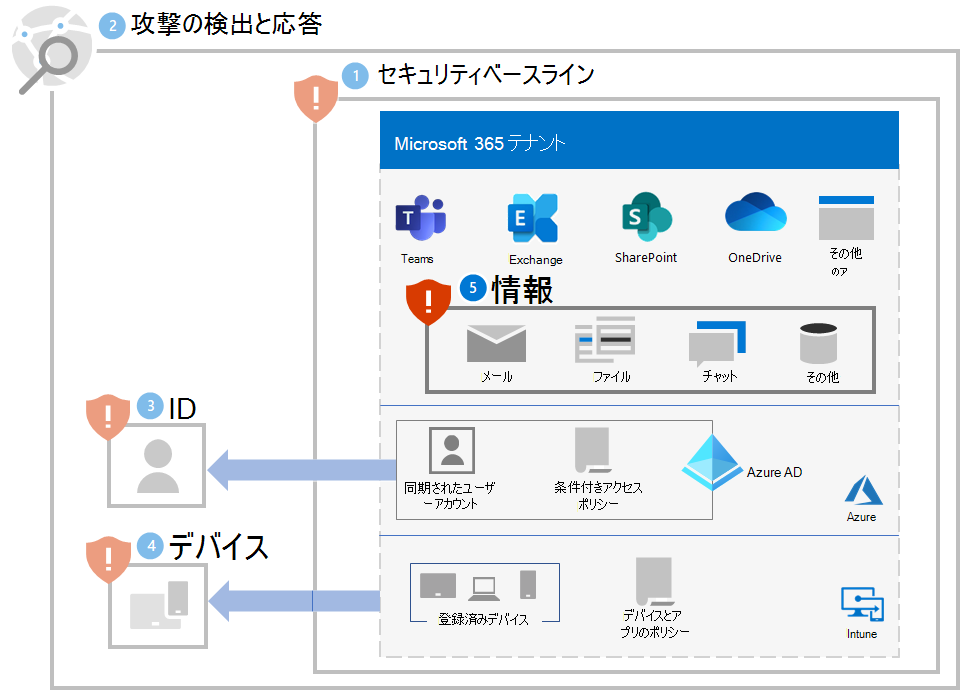 2 攻撃の検出と応答
1 セキュリティベースライン
Microsoft 365 テナント
T
E
S
Teams
Exchange
SharePoint
OneDrive
その他
のア
5 情報
メール
ファイル
チャット
その他
3 ID
同期されたユーザ
ーアカウント
条件付きアクセス
ポリシー
Azure AD
Azure
4 デバイス
登録済みデバイス
デバイスとア
プリのポリシー
Intune